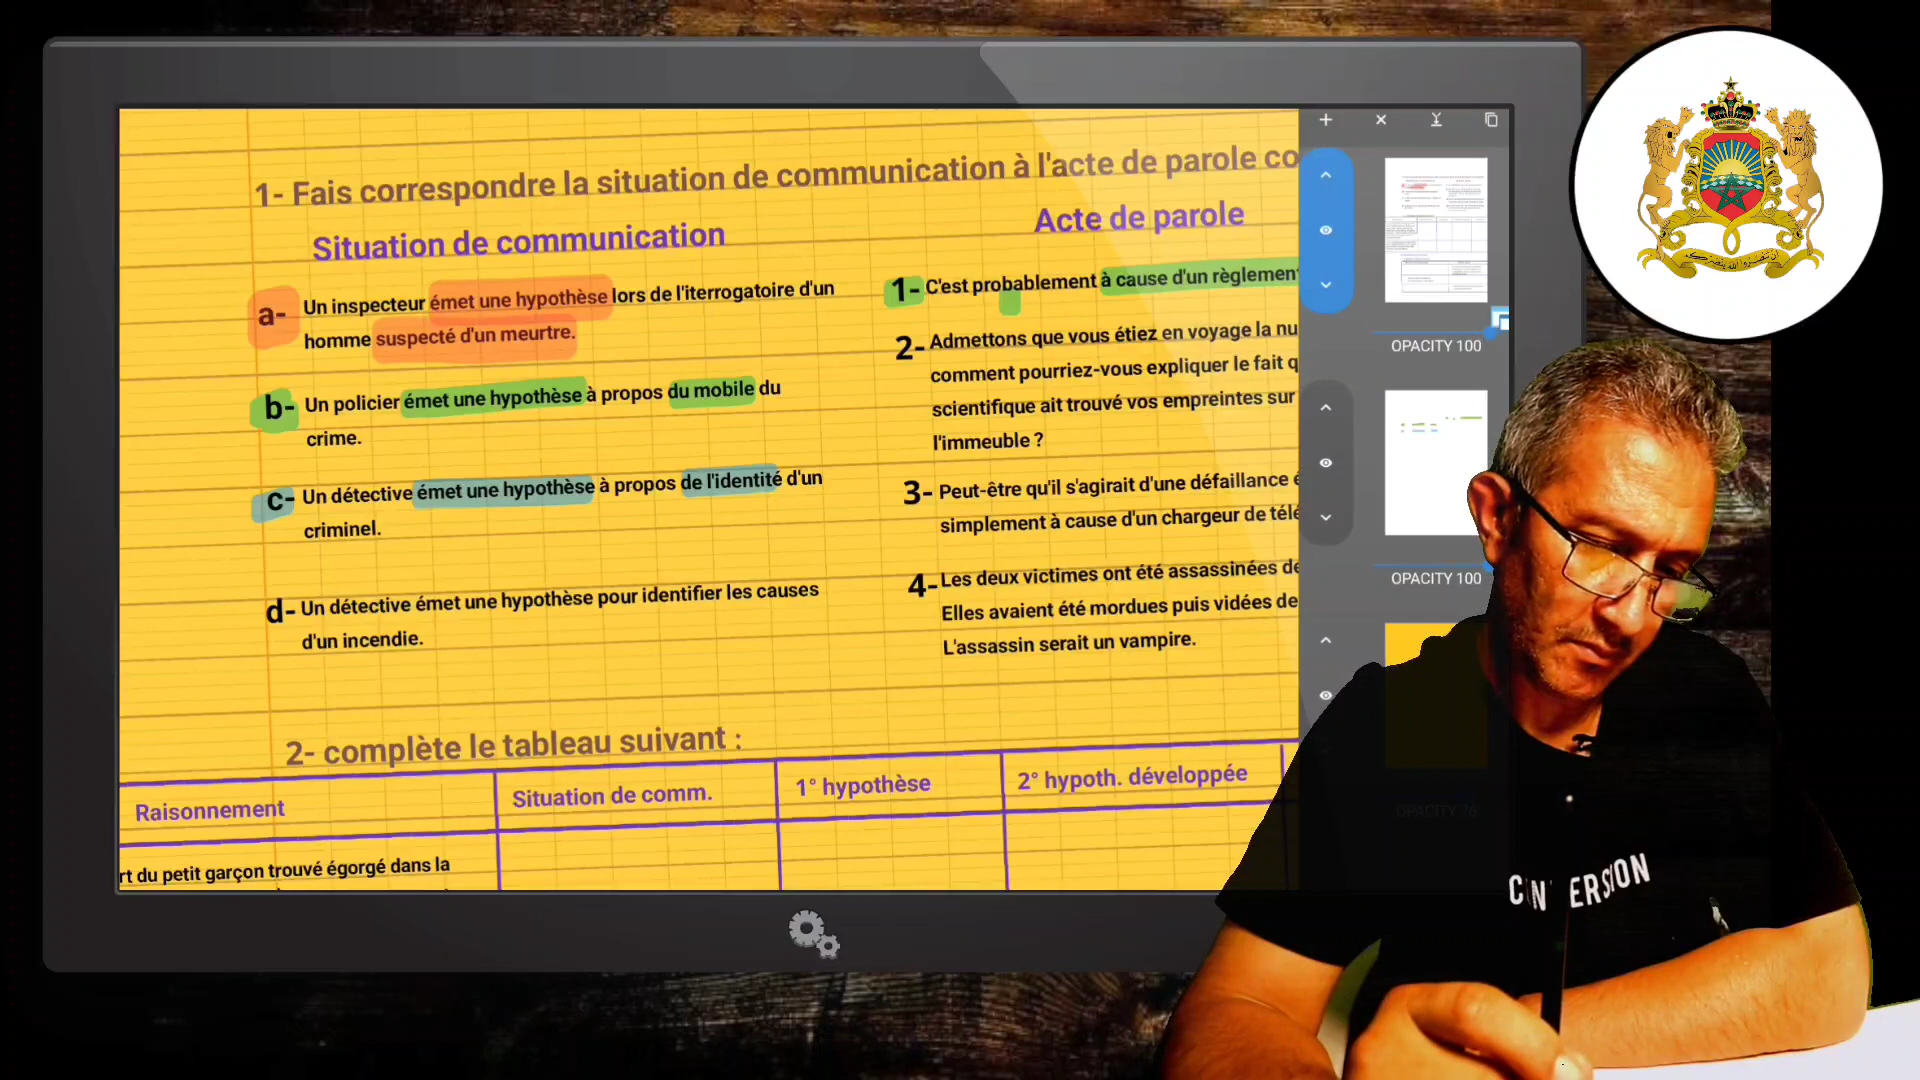 1- Fais correspondre la situation de communication à l'acte de parole co
Situation de communication
a- Un inspecteur émet une hypothèse lors de l'iterrogatoire d'un
homme suspecté d'un meurtre.
b- Un policier émet une hypothèse à propos du mobile du
crime.
c- Un détective émet une hypothèse à propos de l'identité d'un
criminel.
d- Un détective émet une hypothèse pour identifier les causes
d'un incendie.
Acte de parole
1- C'est probablement à cause d'un règlement
2- Admettons que vous étiez en voyage la nu
comment pourriez-vous expliquer le fait q
scientifique ait trouvé vos empreintes sur
l'immeuble ?
3- Peut-être qu'il s'agirait d'une défaillance é
simplement à cause d'un chargeur de télé
4- Les deux victimes ont été assassinées de
Elles avaient été mordues puis vidées de
L'assassin serait un vampire.
2- complète le tableau suivant :
Raisonnement
Situation de comm.
1° hypothèse
2° hypoth. développée
rt du petit garçon trouvé égorgé dans la
OPACITY 100
OPACITY 100
OPACITY 76